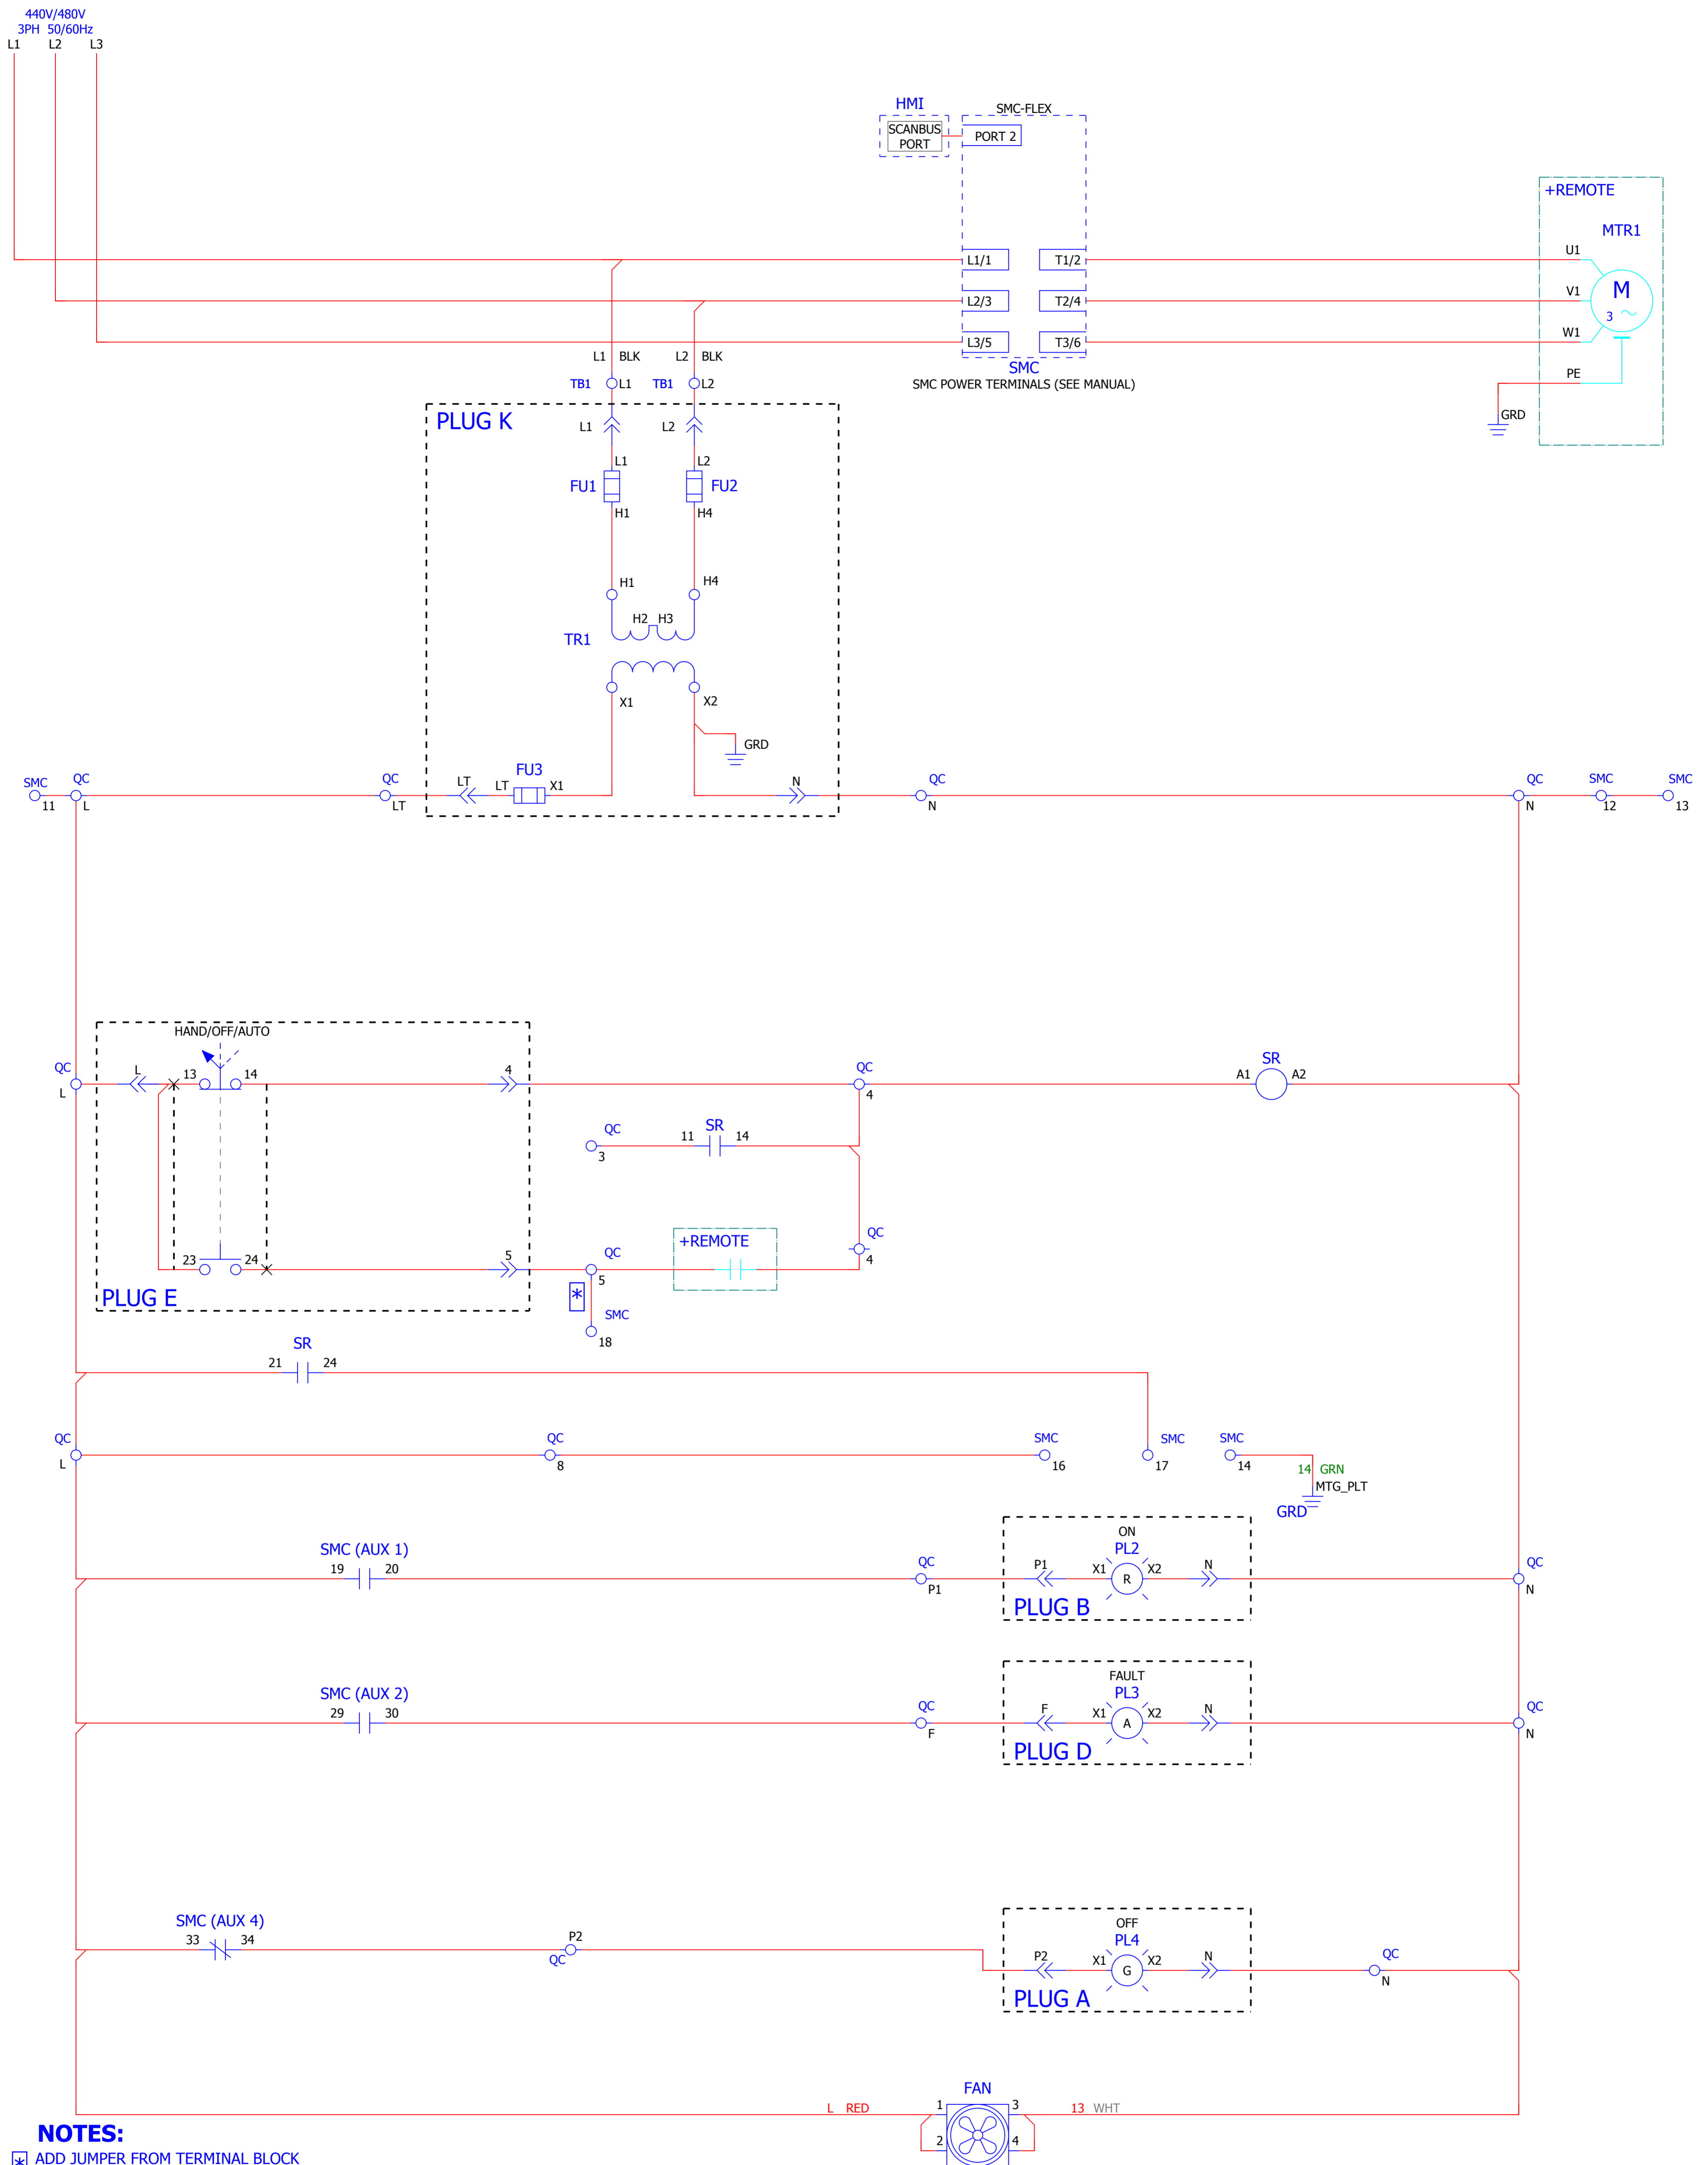 440V/480V
3PH 50/60Hz
L1 L2 L3
HMI
SMC-FLEX
SCANBUS
PORT
PORT 2
+REMOTE
MTR1
U1
L1/1 T1/2
M
3
V1
L2/3 T2/4
W1
L3/5 T3/6
L1 BLK L2 BLK
SMC
SMC POWER TERMINALS (SEE MANUAL)
PE
TB1 L1 TB1 L2
GRD
PLUG K
L1 L2
L1 L2
FU1 FU2
H1 H4
H1 H4
H2 H3
TR1
X1 X2
GRD
SMC QC QC FU3 QC QC SMC SMC
LT LT X1 N
11 L LT N N 12 13
HAND/OFF/AUTO
QC L 13 14 4 QC SR
A1 A2
L 4
QC SR
11 14
3
QC
+REMOTE
QC
23 24 5
5 4
*
PLUG E
SMC
18
SR
21 24
QC QC SMC SMC SMC
L 8 16 17 14
14 GRN
MTG_PLT
GRD
ON
SMC (AUX 1) PL2
19 20 QC P1 X1 R X2 N QC
P1 N
PLUG B
FAULT
SMC (AUX 2) PL3
29 30 QC F X1 A X2 N QC
F N
PLUG D
SMC (AUX 4) OFF
33 34 P2 PL4
QC
P2 X1 G X2 N QC
N
PLUG A
FAN
L RED 1 3 13 WHT
2 4
NOTES:
* ADD JUMPER FROM TERMINAL BLOCK